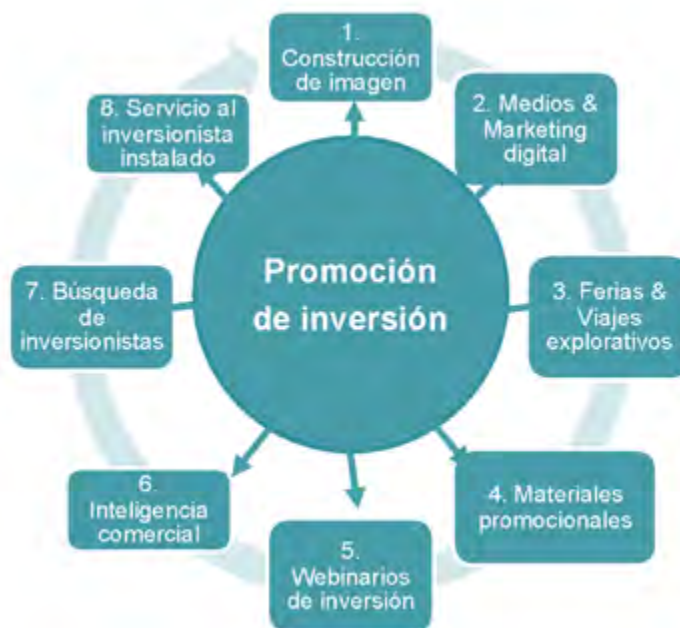 1.
Construcción
de imagen
2. Medios &
Marketing
digital
3. Ferias &
Viajes
explorativos
4. Materiales
promocionales
5.
Webinarios
de inversión
6.
Inteligencia
comercial
7. Búsqueda
de
inversionistas
8. Servicio al
inversionista
instalado
Promoción
de inversión